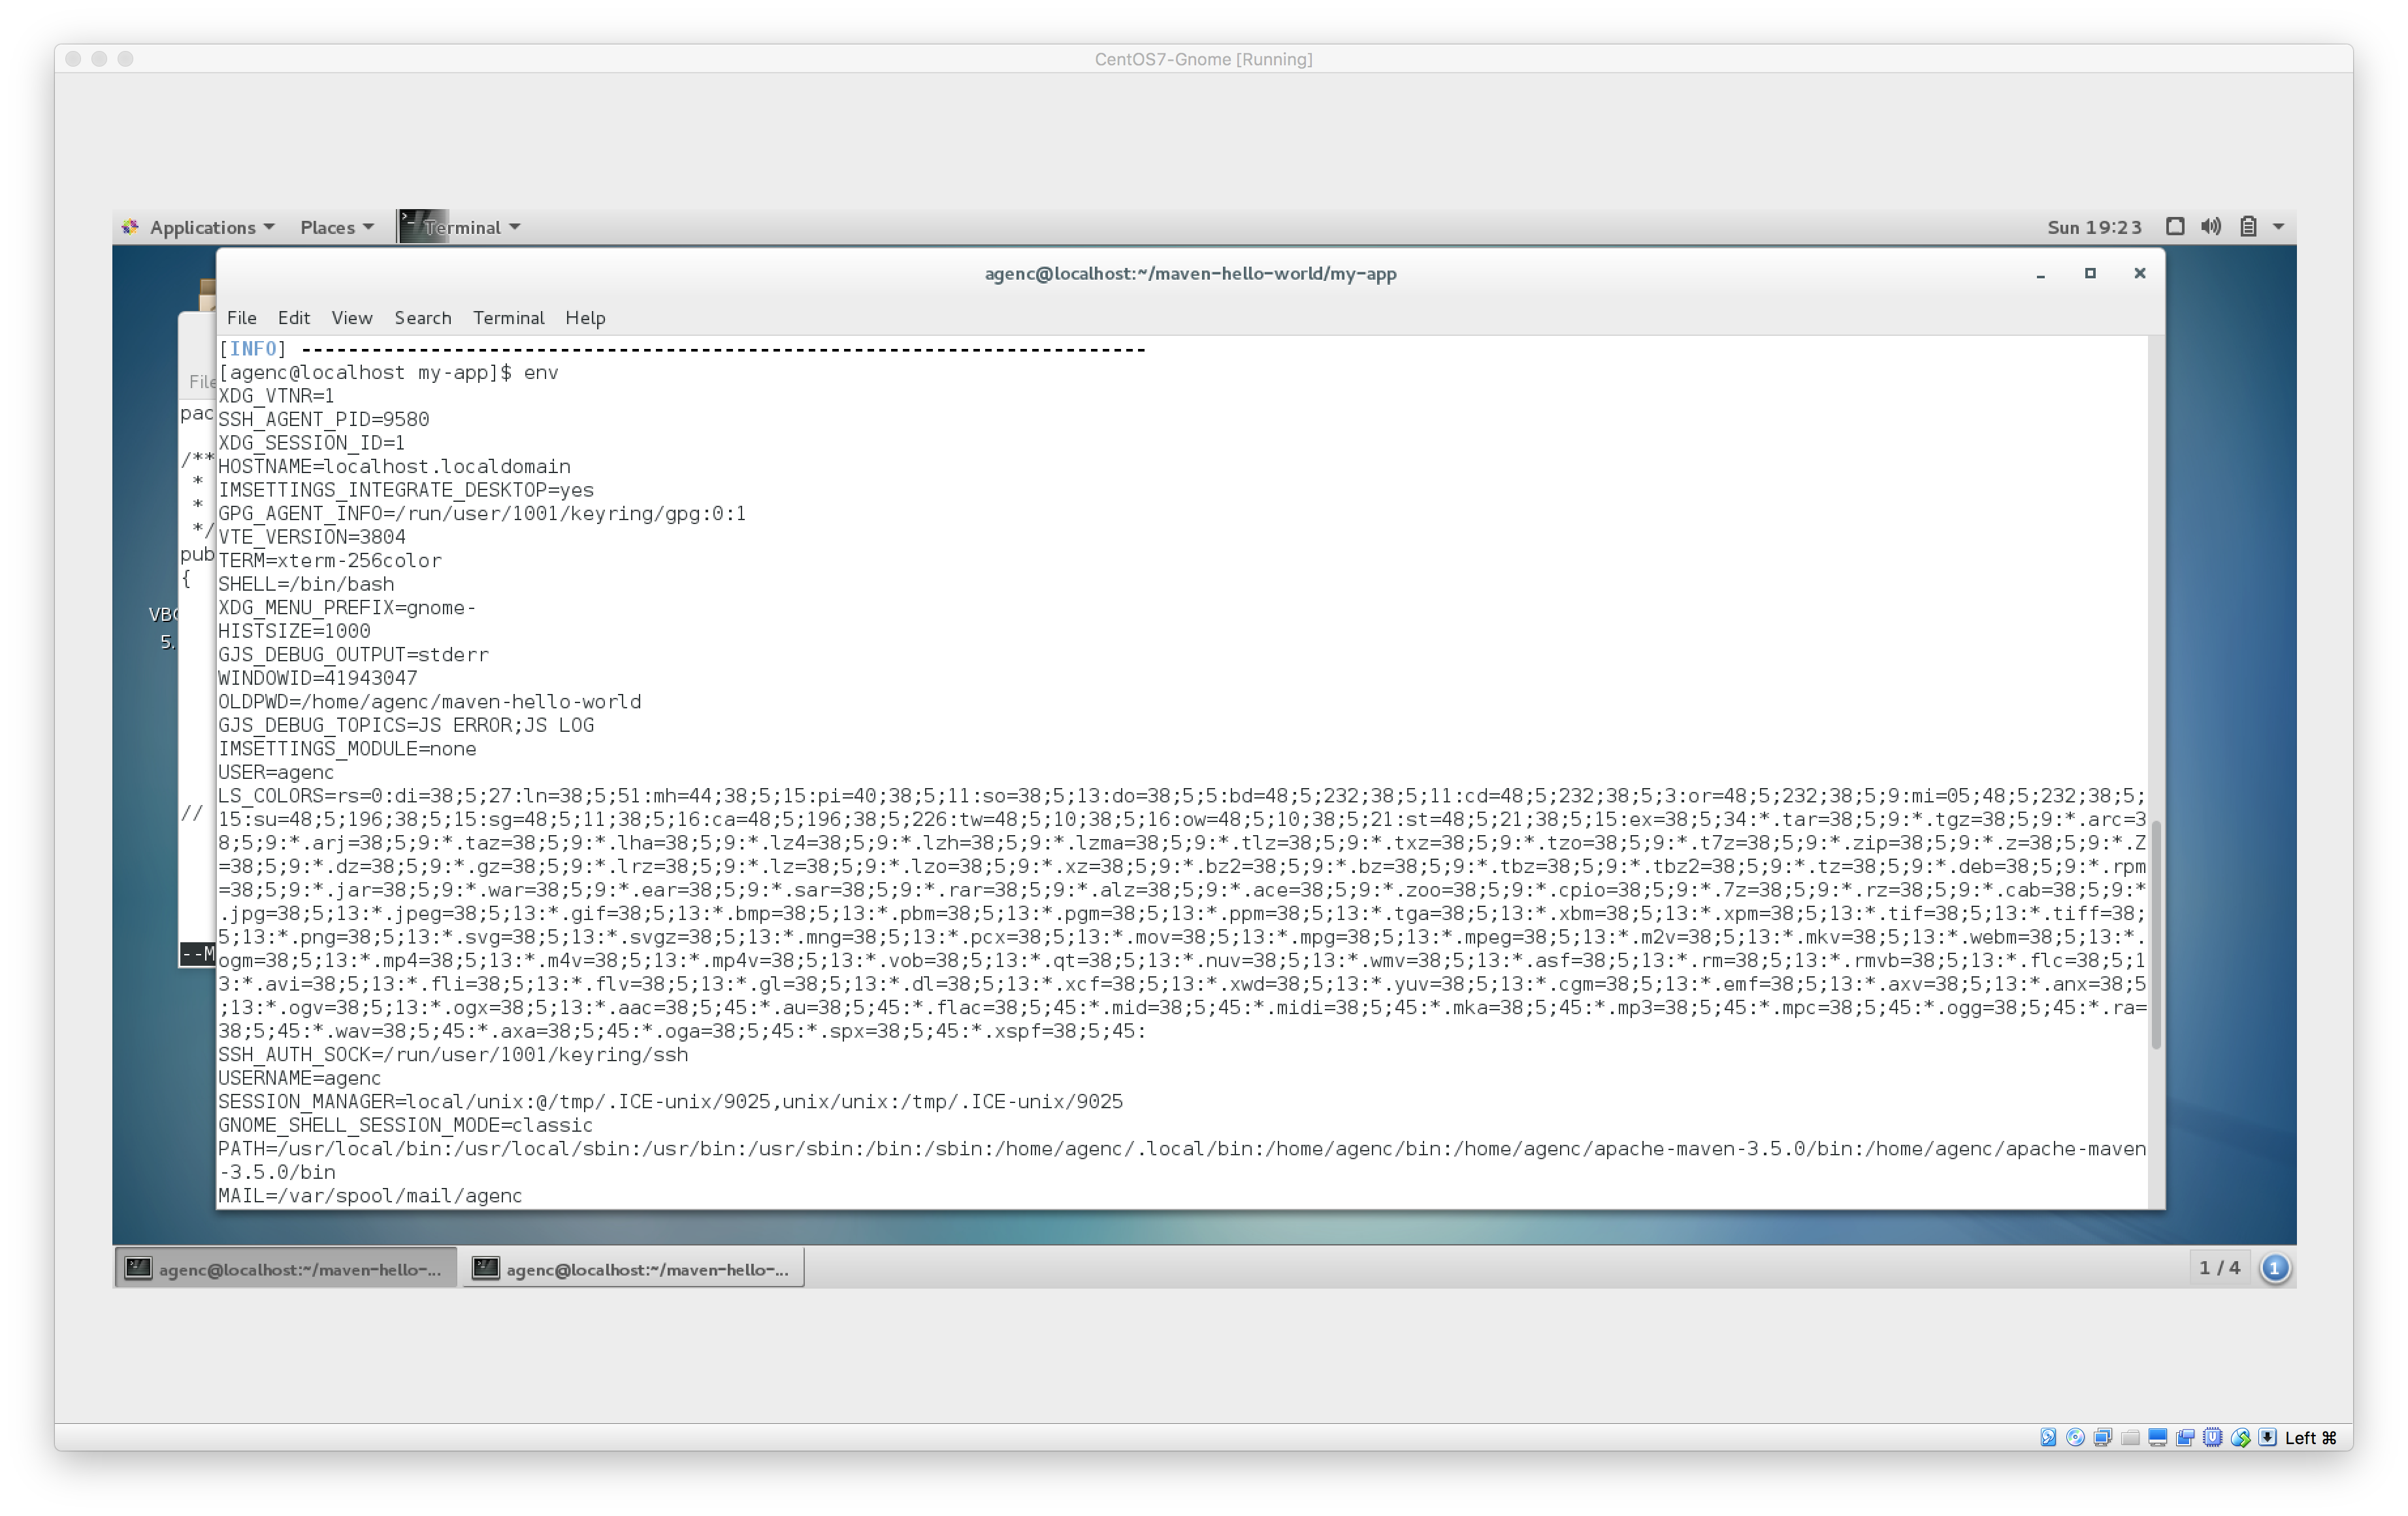 CentOS7-Gnome [Running]
Applications Places Terminal Sun 19:23
agenc@localhost:~/maven-hello-world/my-app
File Edit View Search Terminal Help
[INFO] ------------------------------------------------------------------------
[agenc@localhost my-app]$ env
XDG_VTNR=1
SSH_AGENT_PID=9580
XDG_SESSION_ID=1
HOSTNAME=localhost.localdomain
IMSETTINGS_INTEGRATE_DESKTOP=yes
GPG_AGENT_INFO=/run/user/1001/keyring/gpg:0:1
VTE_VERSION=3804
TERM=xterm-256color
SHELL=/bin/bash
XDG_MENU_PREFIX=gnome-
HISTSIZE=1000
GJS_DEBUG_OUTPUT=stderr
WINDOWID=41943047
OLDPWD=/home/agenc/maven-hello-world
GJS_DEBUG_TOPICS=JS ERROR;JS LOG
IMSETTINGS_MODULE=none
USER=agenc
LS_COLORS=rs=0:di=38;5;27:ln=38;5;51:mh=44;38;5;15:pi=40;38;5;11:so=38;5;13:do=38;5;5:bd=48;5;232;38;5;11:cd=48;5;232;38;5;3:or=48;5;232;38;5;9:mi=05;48;5;232;38;5;
15:su=48;5;196;38;5;15:sg=48;5;11;38;5;16:ca=48;5;196;38;5;226:tw=48;5;10;38;5;16:ow=48;5;10;38;5;21:st=48;5;21;38;5;15:ex=38;5;34:*.tar=38;5;9:*.tgz=38;5;9:*.arc=3
8;5;9:*.arj=38;5;9:*.taz=38;5;9:*.lha=38;5;9:*.lz4=38;5;9:*.lzh=38;5;9:*.lzma=38;5;9:*.tlz=38;5;9:*.txz=38;5;9:*.tzo=38;5;9:*.t7z=38;5;9:*.zip=38;5;9:*.z=38;5;9:*.Z
=38;5;9:*.dz=38;5;9:*.gz=38;5;9:*.lrz=38;5;9:*.lz=38;5;9:*.lzo=38;5;9:*.xz=38;5;9:*.bz2=38;5;9:*.bz=38;5;9:*.tbz=38;5;9:*.tbz2=38;5;9:*.tz=38;5;9:*.deb=38;5;9:*.rpm
=38;5;9:*.jar=38;5;9:*.war=38;5;9:*.ear=38;5;9:*.sar=38;5;9:*.rar=38;5;9:*.alz=38;5;9:*.ace=38;5;9:*.zoo=38;5;9:*.cpio=38;5;9:*.7z=38;5;9:*.rz=38;5;9:*.cab=38;5;9:*
.jpg=38;5;13:*.jpeg=38;5;13:*.gif=38;5;13:*.bmp=38;5;13:*.pbm=38;5;13:*.pgm=38;5;13:*.ppm=38;5;13:*.tga=38;5;13:*.xbm=38;5;13:*.xpm=38;5;13:*.tif=38;5;13:*.tiff=38;
5;13:*.png=38;5;13:*.svg=38;5;13:*.svgz=38;5;13:*.mng=38;5;13:*.pcx=38;5;13:*.mov=38;5;13:*.mpg=38;5;13:*.mpeg=38;5;13:*.m2v=38;5;13:*.mkv=38;5;13:*.webm=38;5;13:*.
ogm=38;5;13:*.mp4=38;5;13:*.m4v=38;5;13:*.mp4v=38;5;13:*.vob=38;5;13:*.qt=38;5;13:*.nuv=38;5;13:*.wmv=38;5;13:*.asf=38;5;13:*.rm=38;5;13:*.rmvb=38;5;13:*.flc=38;5;1
3:*.avi=38;5;13:*.fli=38;5;13:*.flv=38;5;13:*.gl=38;5;13:*.dl=38;5;13:*.xcf=38;5;13:*.xwd=38;5;13:*.yuv=38;5;13:*.cgm=38;5;13:*.emf=38;5;13:*.axv=38;5;13:*.anx=38;5
;13:*.ogv=38;5;13:*.ogx=38;5;13:*.aac=38;5;45:*.au=38;5;45:*.flac=38;5;45:*.mid=38;5;45:*.midi=38;5;45:*.mka=38;5;45:*.mp3=38;5;45:*.mpc=38;5;45:*.ogg=38;5;45:*.ra=
38;5;45:*.wav=38;5;45:*.axa=38;5;45:*.oga=38;5;45:*.spx=38;5;45:*.xspf=38;5;45:
SSH_AUTH_SOCK=/run/user/1001/keyring/ssh
USERNAME=agenc
SESSION_MANAGER=local/unix:@/tmp/.ICE-unix/9025,unix/unix:/tmp/.ICE-unix/9025
GNOME_SHELL_SESSION_MODE=classic
PATH=/usr/local/bin:/usr/local/sbin:/usr/bin:/usr/sbin:/bin:/sbin:/home/agenc/.local/bin:/home/agenc/bin:/home/agenc/apache-maven-3.5.0/bin:/home/agenc/apache-maven
-3.5.0/bin
MAIL=/var/spool/mail/agenc
File
pac
/**
*
*
*/
pub
{
VBO
5.
//
--M
agenc@localhost:~/maven-hello-... agenc@localhost:~/maven-hello-... 1 / 4 1
Left ⌘